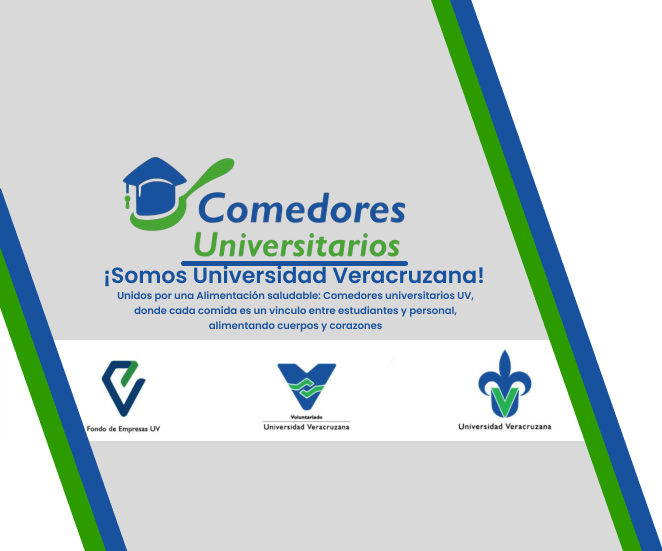 Comedores
Universitarios
¡Somos Universidad Veracruzana!
Unidos por una Alimentación saludable: Comedores universitarios UV,
donde cada comida es un vinculo entre estudiantes y personal,
alimentando cuerpos y corazones
Fondo de Empresas UV
Voluntariado
Universidad Veracruzana
Universidad Veracruzana